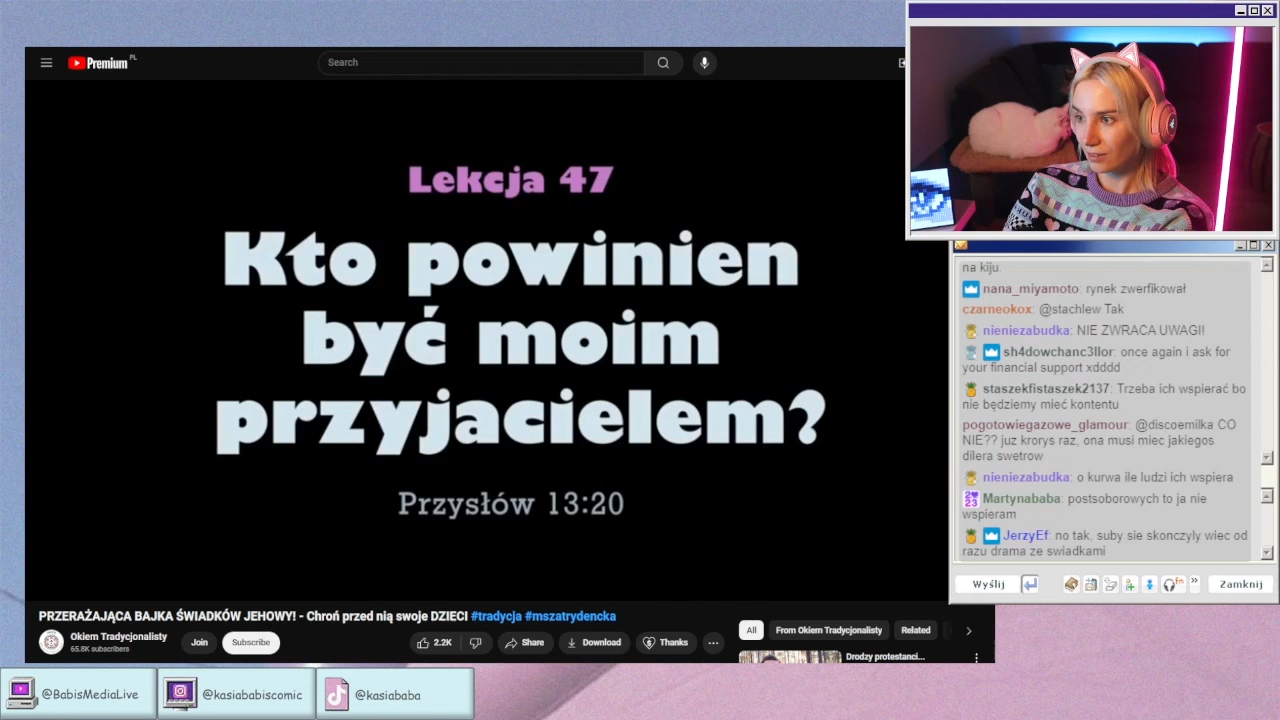 Premium PL
Search
Lekcja 47
Kto powinien
być moim
przyjacielem?
Przysłów 13:20
PRZERAŻAJĄCA BAJKA ŚWIADKÓW JEHOWY! - Chroń przed nią swoje DZIECI #tradycja #mszatrydencka
Okiem Tradycjonalisty
65.8K subscribers
Join
Subscribe
2.2K
Share
Download
Thanks
All
From Okiem Tradycjonalisty
Related
Drodzy protestanci...
na kiju.
nana_miyamoto: rynek zwerfikował
czarneokox: @stachlew Tak
nieniezabudka: NIE ZWRACA UWAGI!
sh4dowchanc3llor: once again i ask for
your financial support xdddd
staszekfistaszek2137: Trzeba ich wspierać bo
nie będziemy mieć kontentu
pogotowiegazowe_glamour: @discoemilka CO
NIE?? juz krorys raz, ona musi miec jakiegos
dilera swetrow
nieniezabudka: o kurwa ile ludzi ich wspiera
Martynababa: postsoborowych to ja nie
wspieram
JerzyEf: no tak, suby sie skonczyly wiec od
razu drama ze swiadkami
Wyślij
Zamknij
@BabisMediaLive
@kasiababiscomic
@kasiababa